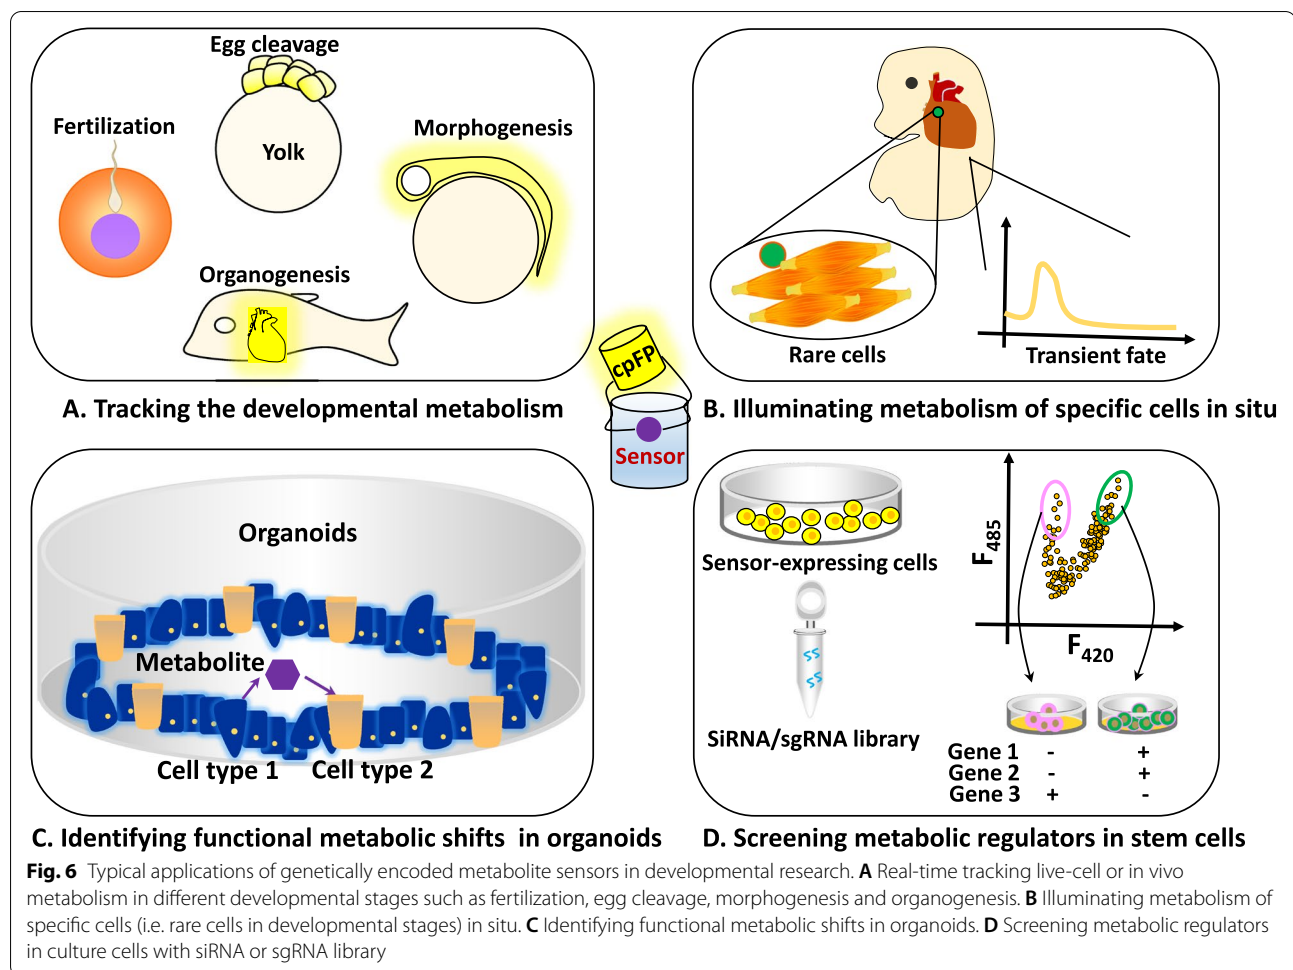 Egg cleavage
Fertilization
Yolk
Morphogenesis
Organogenesis
A. Tracking the developmental metabolism
cpFP
Sensor
Rare cells
Transient fate
B. Illuminating metabolism of specific cells in situ
Organoids
Metabolite
Cell type 1 Cell type 2
C. Identifying functional metabolic shifts in organoids
Sensor-expressing cells
SiRNA/sgRNA library
F485
F420
Gene 1 - +
Gene 2 - +
Gene 3 + -
D. Screening metabolic regulators in stem cells
Fig. 6 Typical applications of genetically encoded metabolite sensors in developmental research. A Real-time tracking live-cell or in vivo
metabolism in different developmental stages such as fertilization, egg cleavage, morphogenesis and organogenesis. B Illuminating metabolism of
specific cells (i.e. rare cells in developmental stages) in situ. C Identifying functional metabolic shifts in organoids. D Screening metabolic regulators
in culture cells with siRNA or sgRNA library